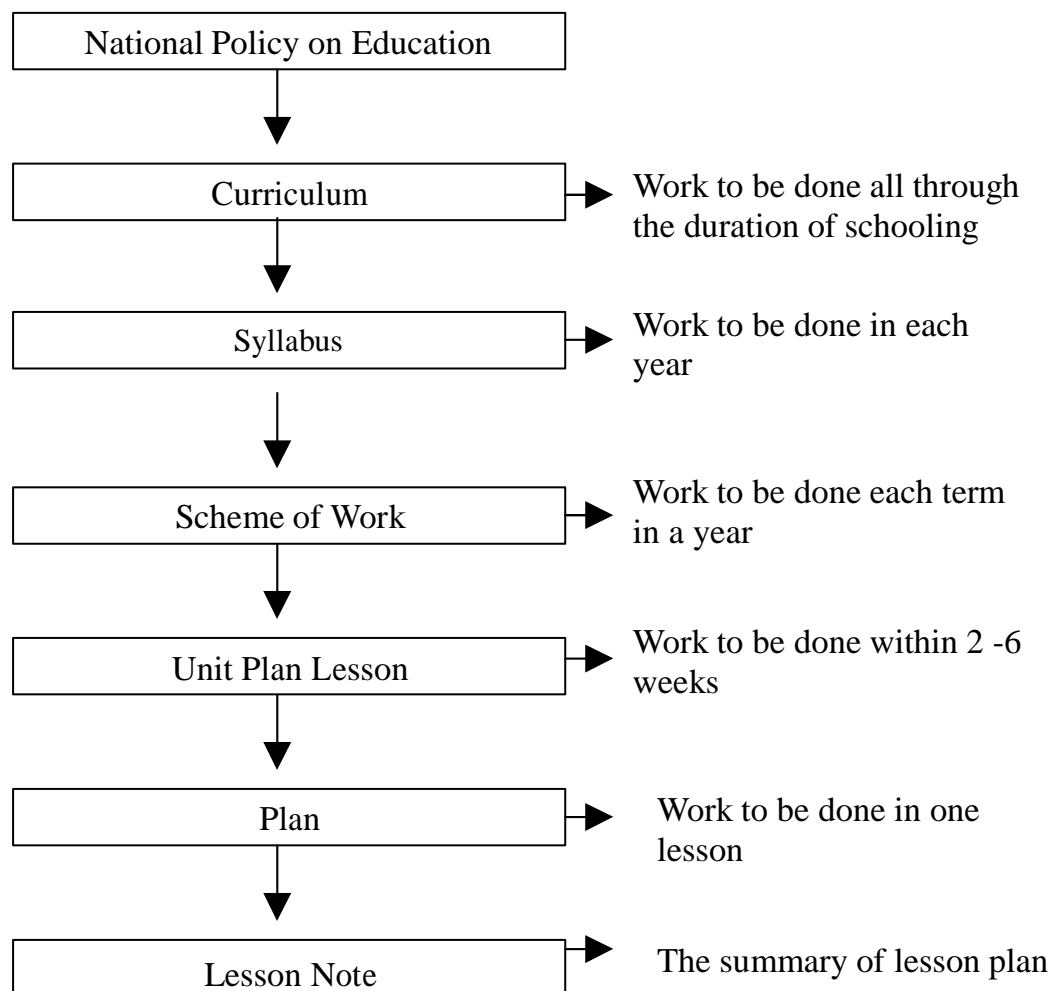 National Policy on Education
Curriculum
Work to be done all through
the duration of schooling
Syllabus
Work to be done in each
year
Scheme of Work
Work to be done each term
in a year
Unit Plan Lesson
Work to be done within 2 -6
weeks
Plan
Work to be done in one
lesson
Lesson Note
The summary of lesson plan